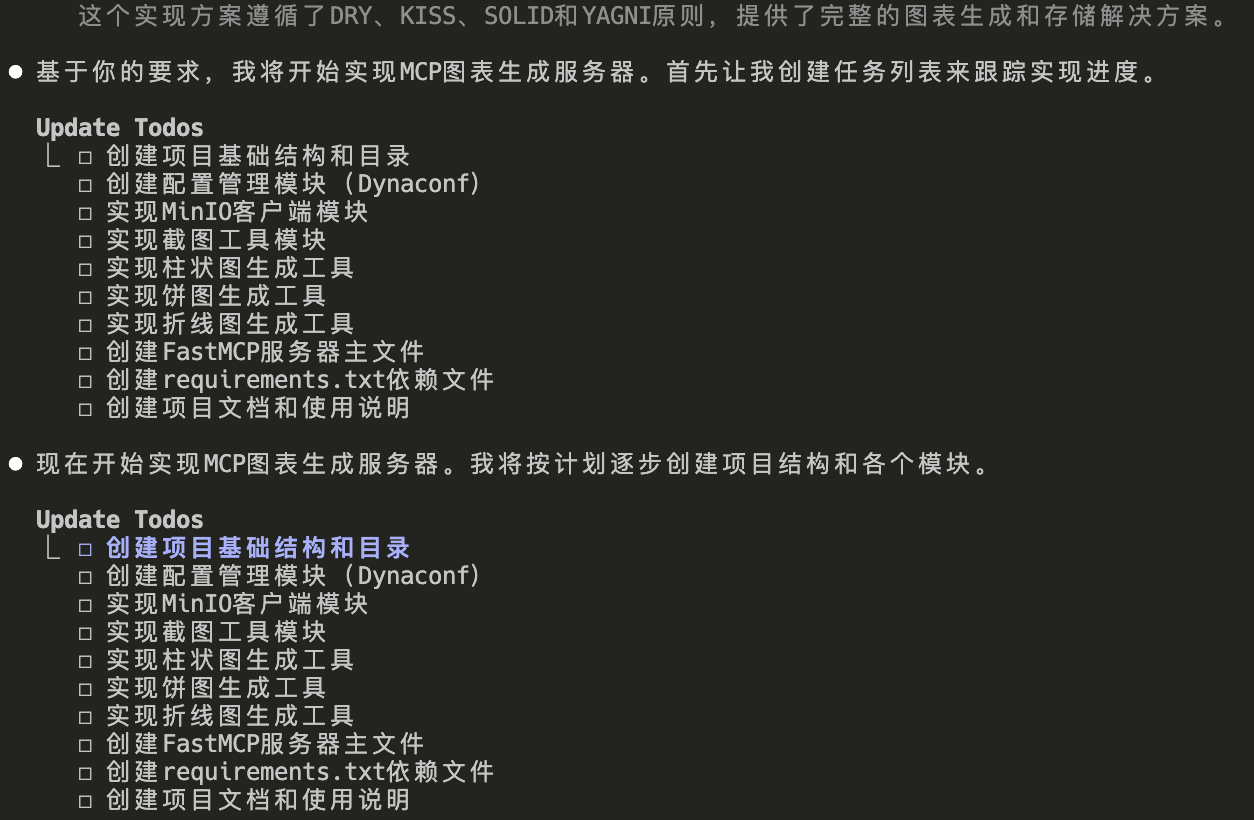 这个实现方案遵循了DRY、KISS、SOLID和YAGNI原则，提供了完整的图表生成和存储解决方案。
● 基于你的要求，我将开始实现MCP图表生成服务器。首先让我创建任务列表来跟踪实现进度。
Update Todos
⎿ ☐ 创建项目基础结构和目录
☐ 创建配置管理模块（Dynaconf）
☐ 实现MinIO客户端模块
☐ 实现截图工具模块
☐ 实现柱状图生成工具
☐ 实现饼图生成工具
☐ 实现折线图生成工具
☐ 创建FastMCP服务器主文件
☐ 创建requirements.txt依赖文件
☐ 创建项目文档和使用说明
● 现在开始实现MCP图表生成服务器。我将按计划逐步创建项目结构和各个模块。
Update Todos
⎿ ☐ 创建项目基础结构和目录
☐ 创建配置管理模块（Dynaconf）
☐ 实现MinIO客户端模块
☐ 实现截图工具模块
☐ 实现柱状图生成工具
☐ 实现饼图生成工具
☐ 实现折线图生成工具
☐ 创建FastMCP服务器主文件
☐ 创建requirements.txt依赖文件
☐ 创建项目文档和使用说明